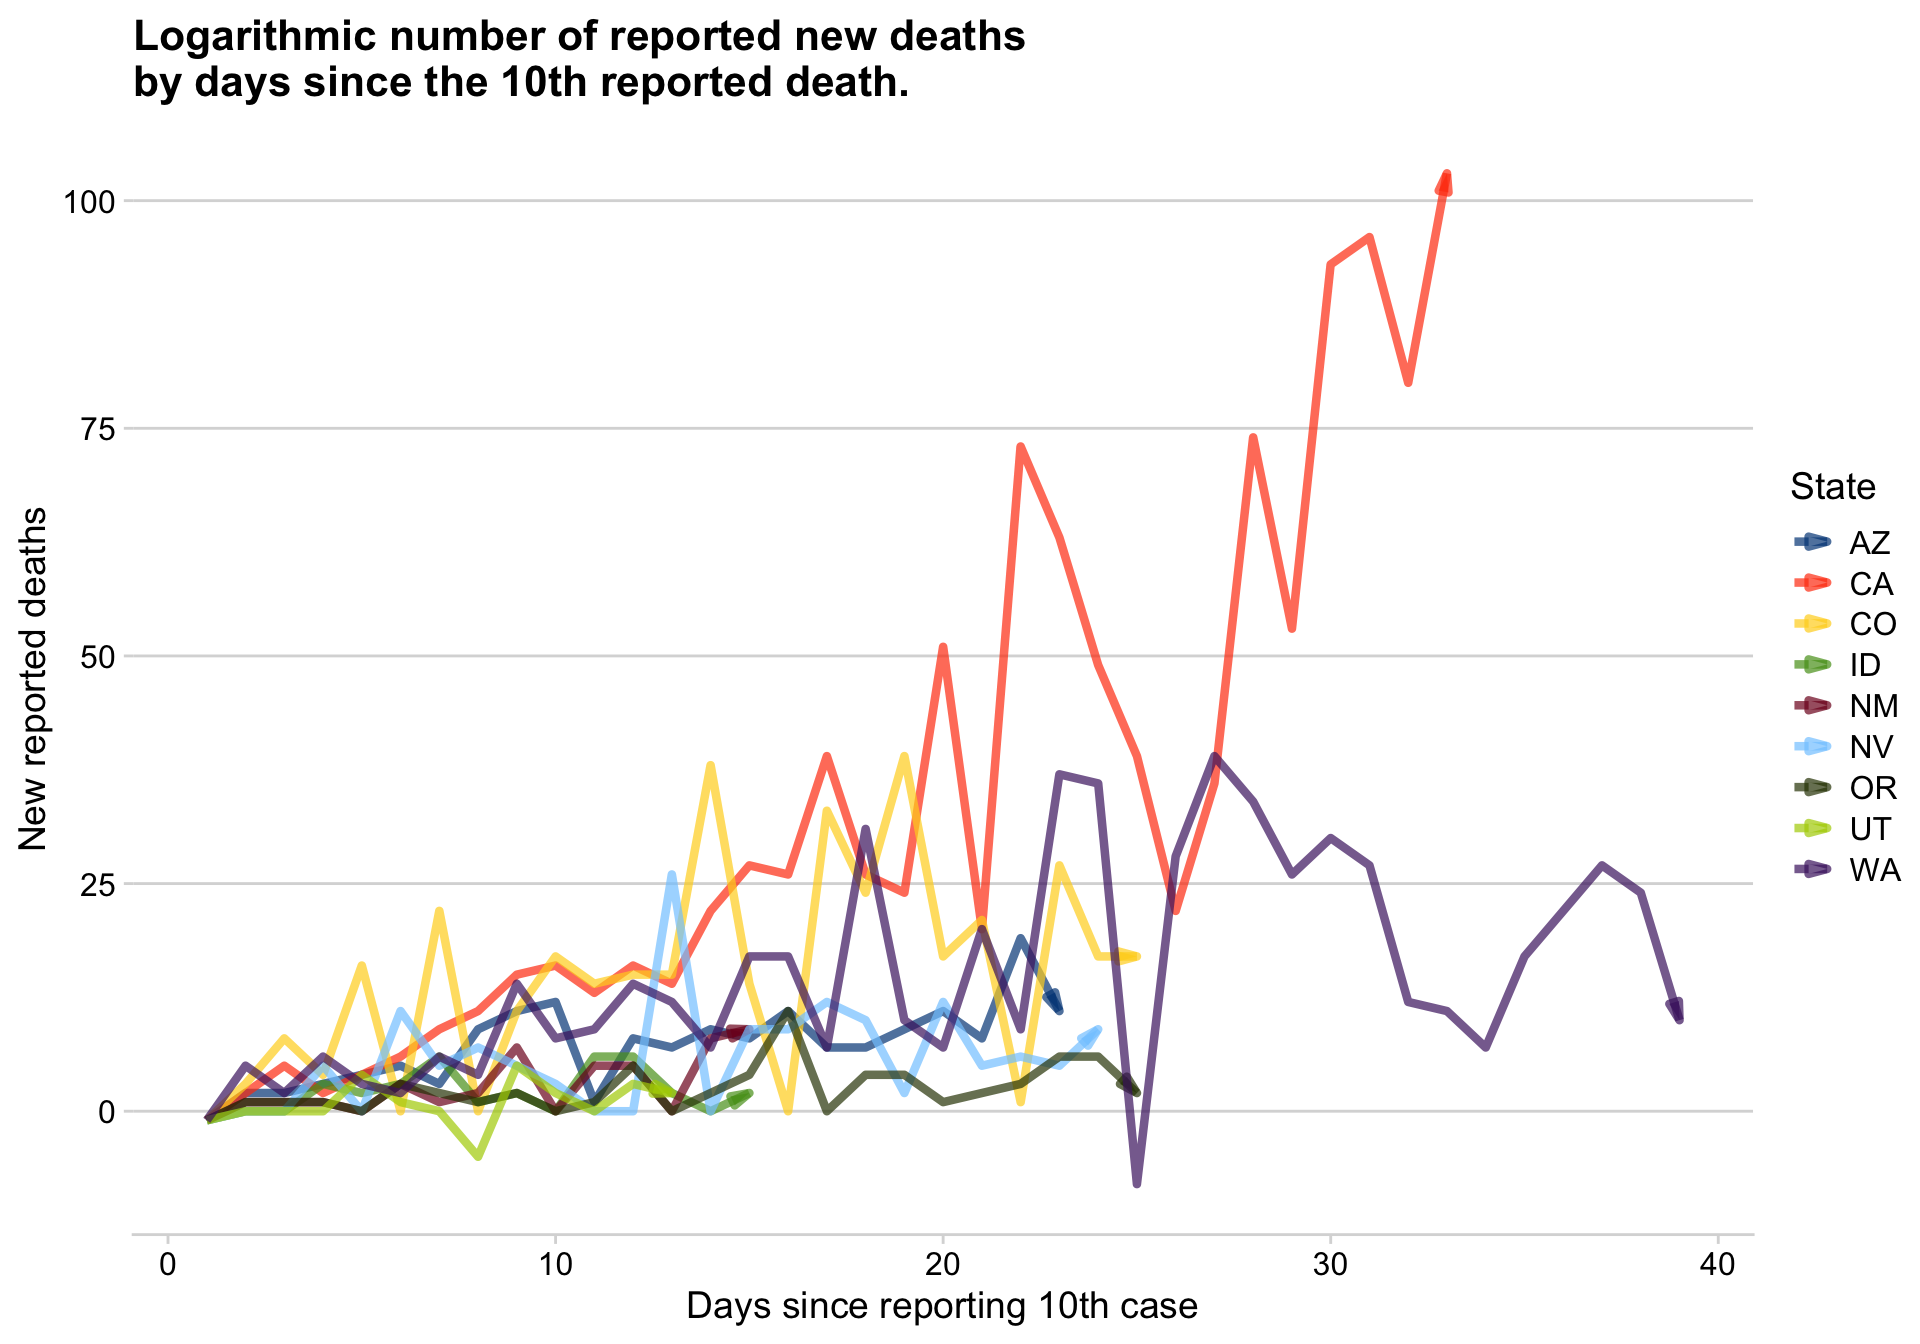 Logarithmic number of reported new deaths
by days since the 10th reported death.
100
75
50
25
0
New reported deaths
0 10 20 30 40
Days since reporting 10th case
State
AZ
CA
CO
ID
NM
NV
OR
UT
WA